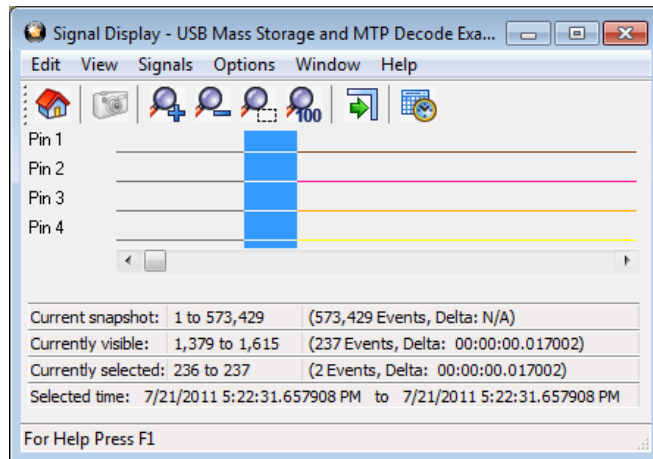 Signal Display - USB Mass Storage and MTP Decode Exa...
Edit View Signals Options Window Help
100
Pin 1
Pin 2
Pin 3
Pin 4
Current snapshot: 1 to 573,429 (573,429 Events, Delta: N/A)
Currently visible: 1,379 to 1,615 (237 Events, Delta: 00:00:00.017002)
Currently selected: 236 to 237 (2 Events, Delta: 00:00:00.017002)
Selected time: 7/21/2011 5:22:31.657908 PM to 7/21/2011 5:22:31.657908 PM
For Help Press F1